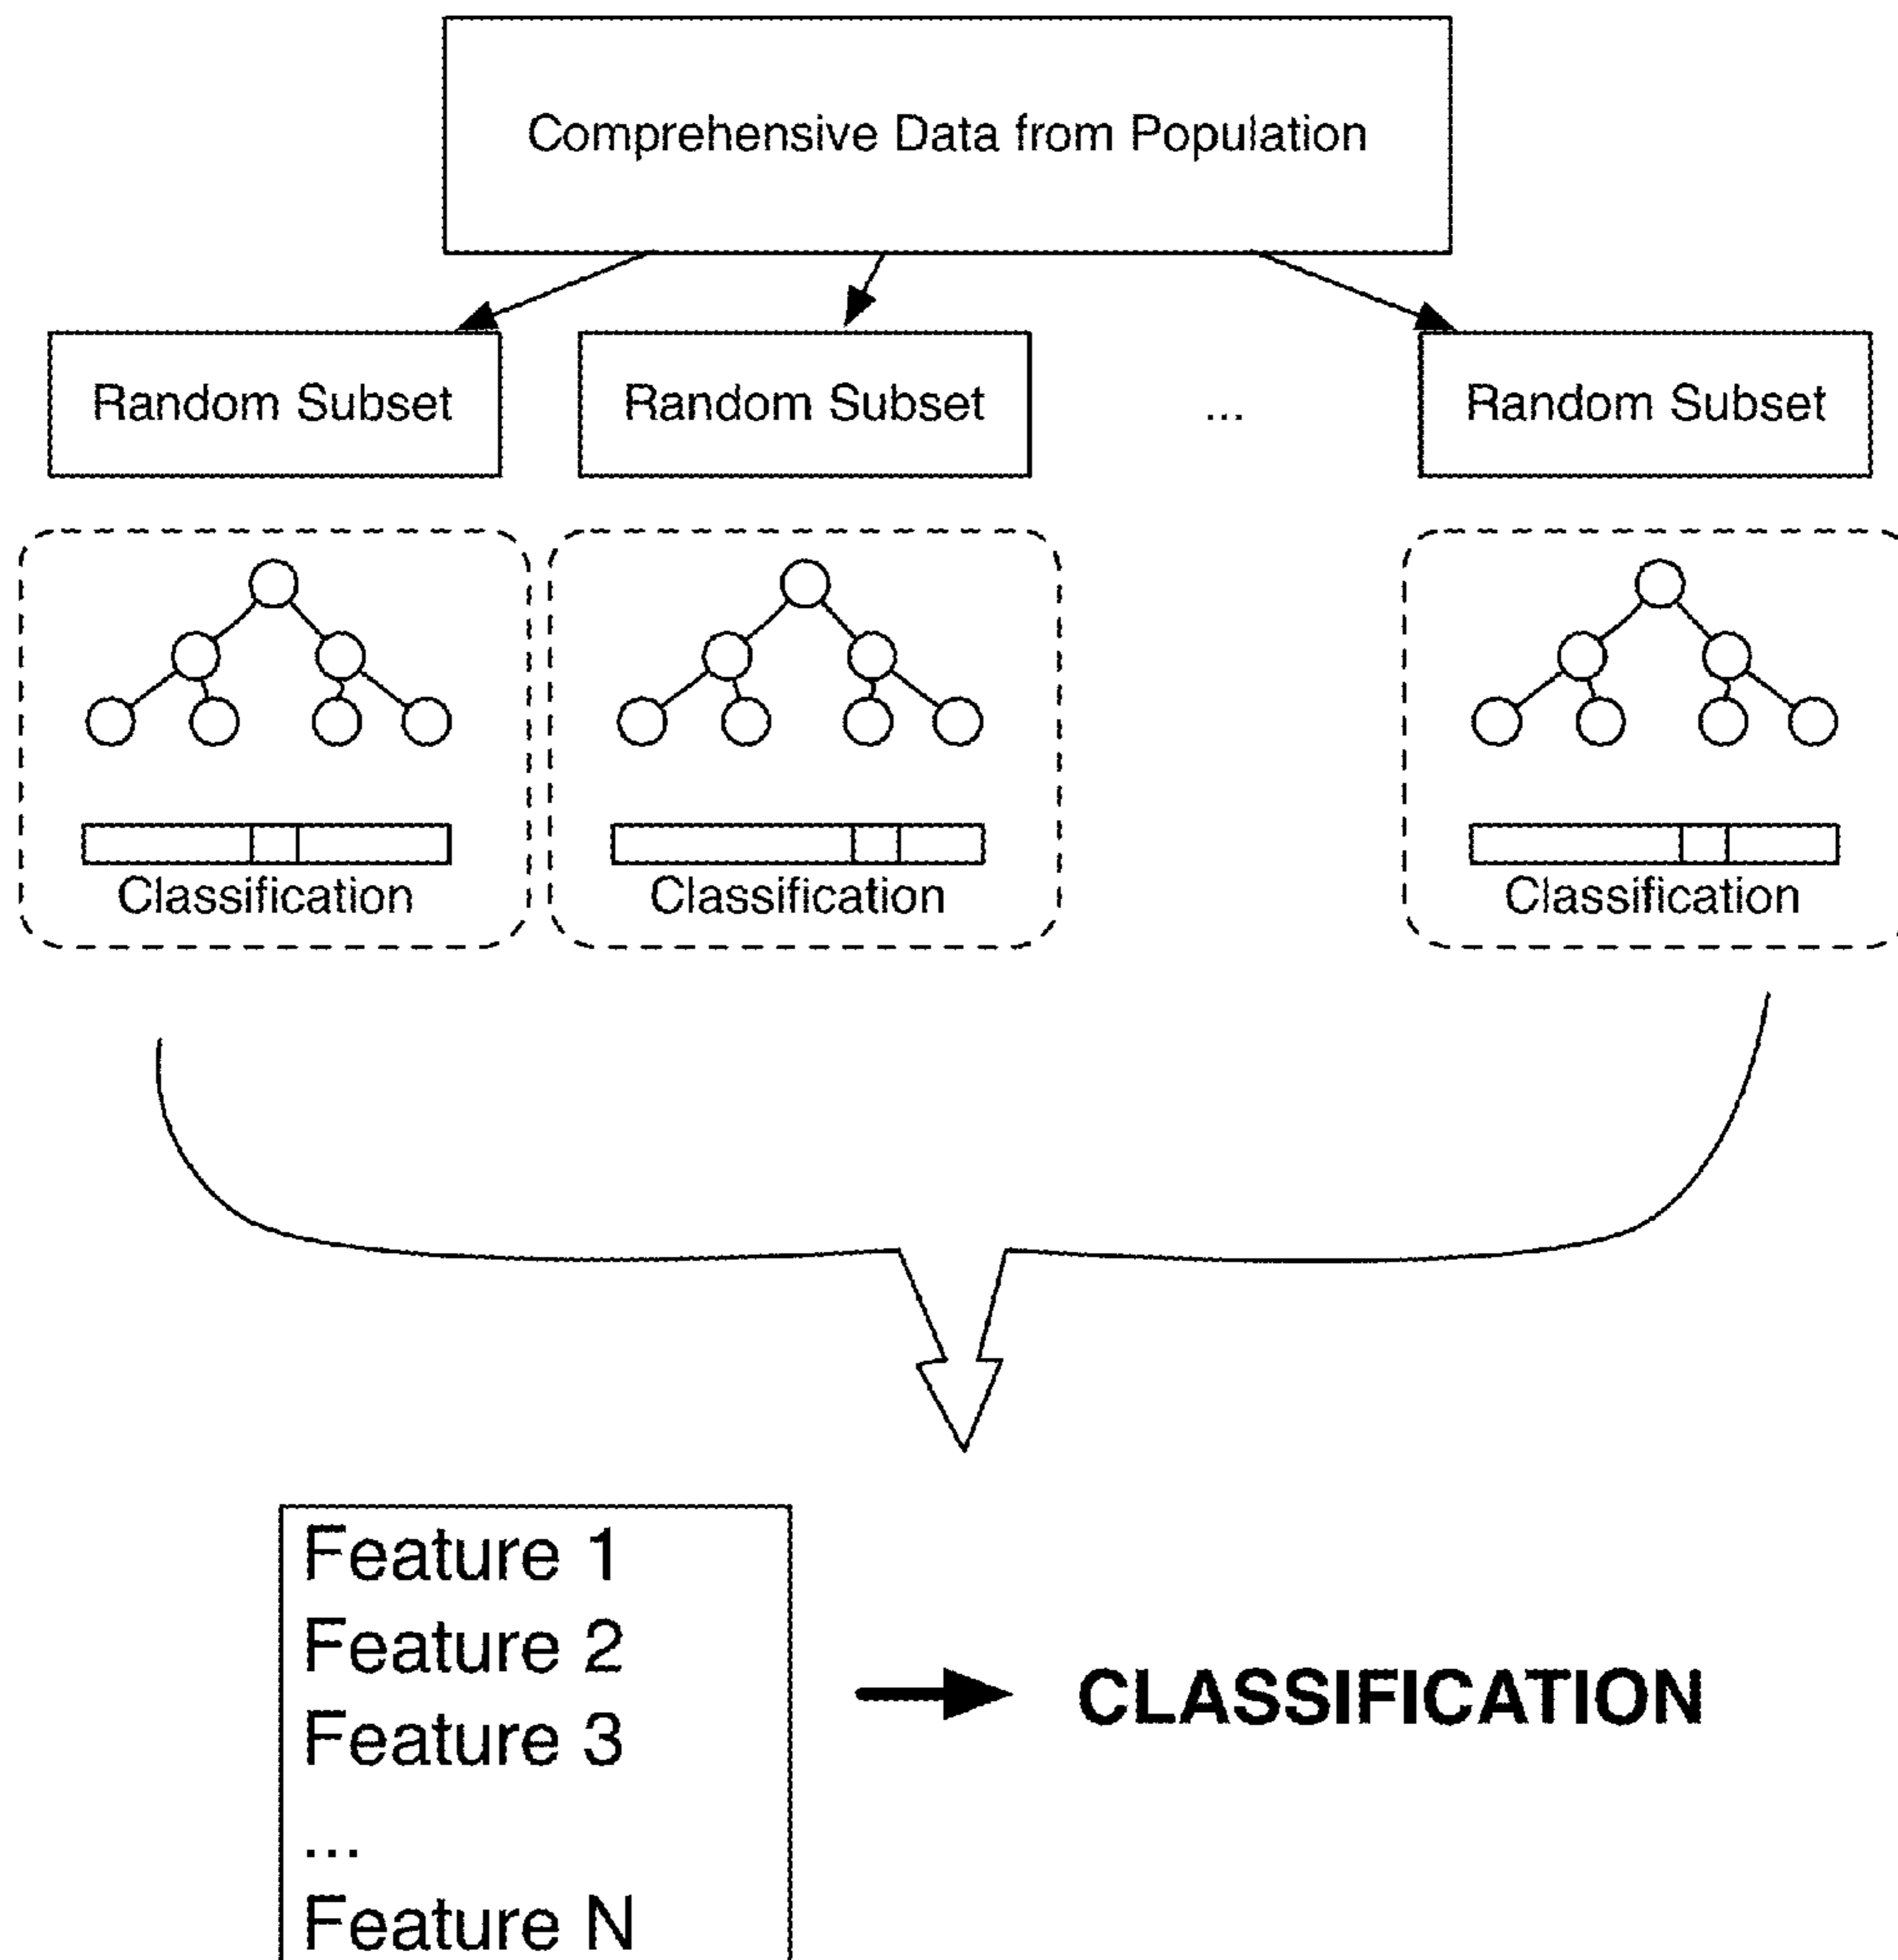 Comprehensive Data from Population
Random Subset Random Subset ... Random Subset
Classification Classification Classification
Feature 1
Feature 2
Feature 3
...
Feature N
CLASSIFICATION